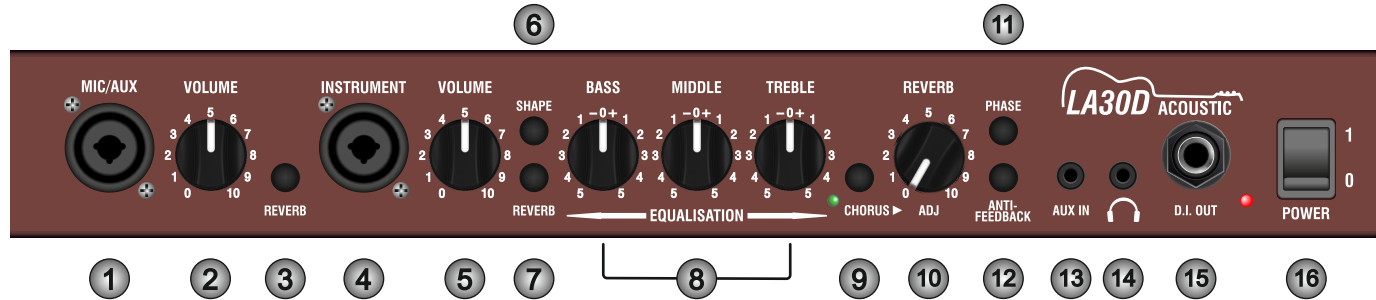 6
11
MIC/AUX VOLUME INSTRUMENT VOLUME BASS MIDDLE TREBLE REVERB
SHAPE PHASE
LA30D ACOUSTIC
0 1 2 3 4 5 6 7 8 9 10
0 1 2 3 4 5 6 7 8 9 10
5 4 3 2 1 -0+ 1 2 3 4 5
5 4 3 2 1 -0+ 1 2 3 4 5
5 4 3 2 1 -0+ 1 2 3 4 5
0 1 2 3 4 5 6 7 8 9 10
1
0
REVERB REVERB EQUALISATION CHORUS ADJ ANTI-
FEEDBACK AUX IN D.I. OUT POWER
1 2 3 4 5 7 8 9 10 12 13 14 15 16